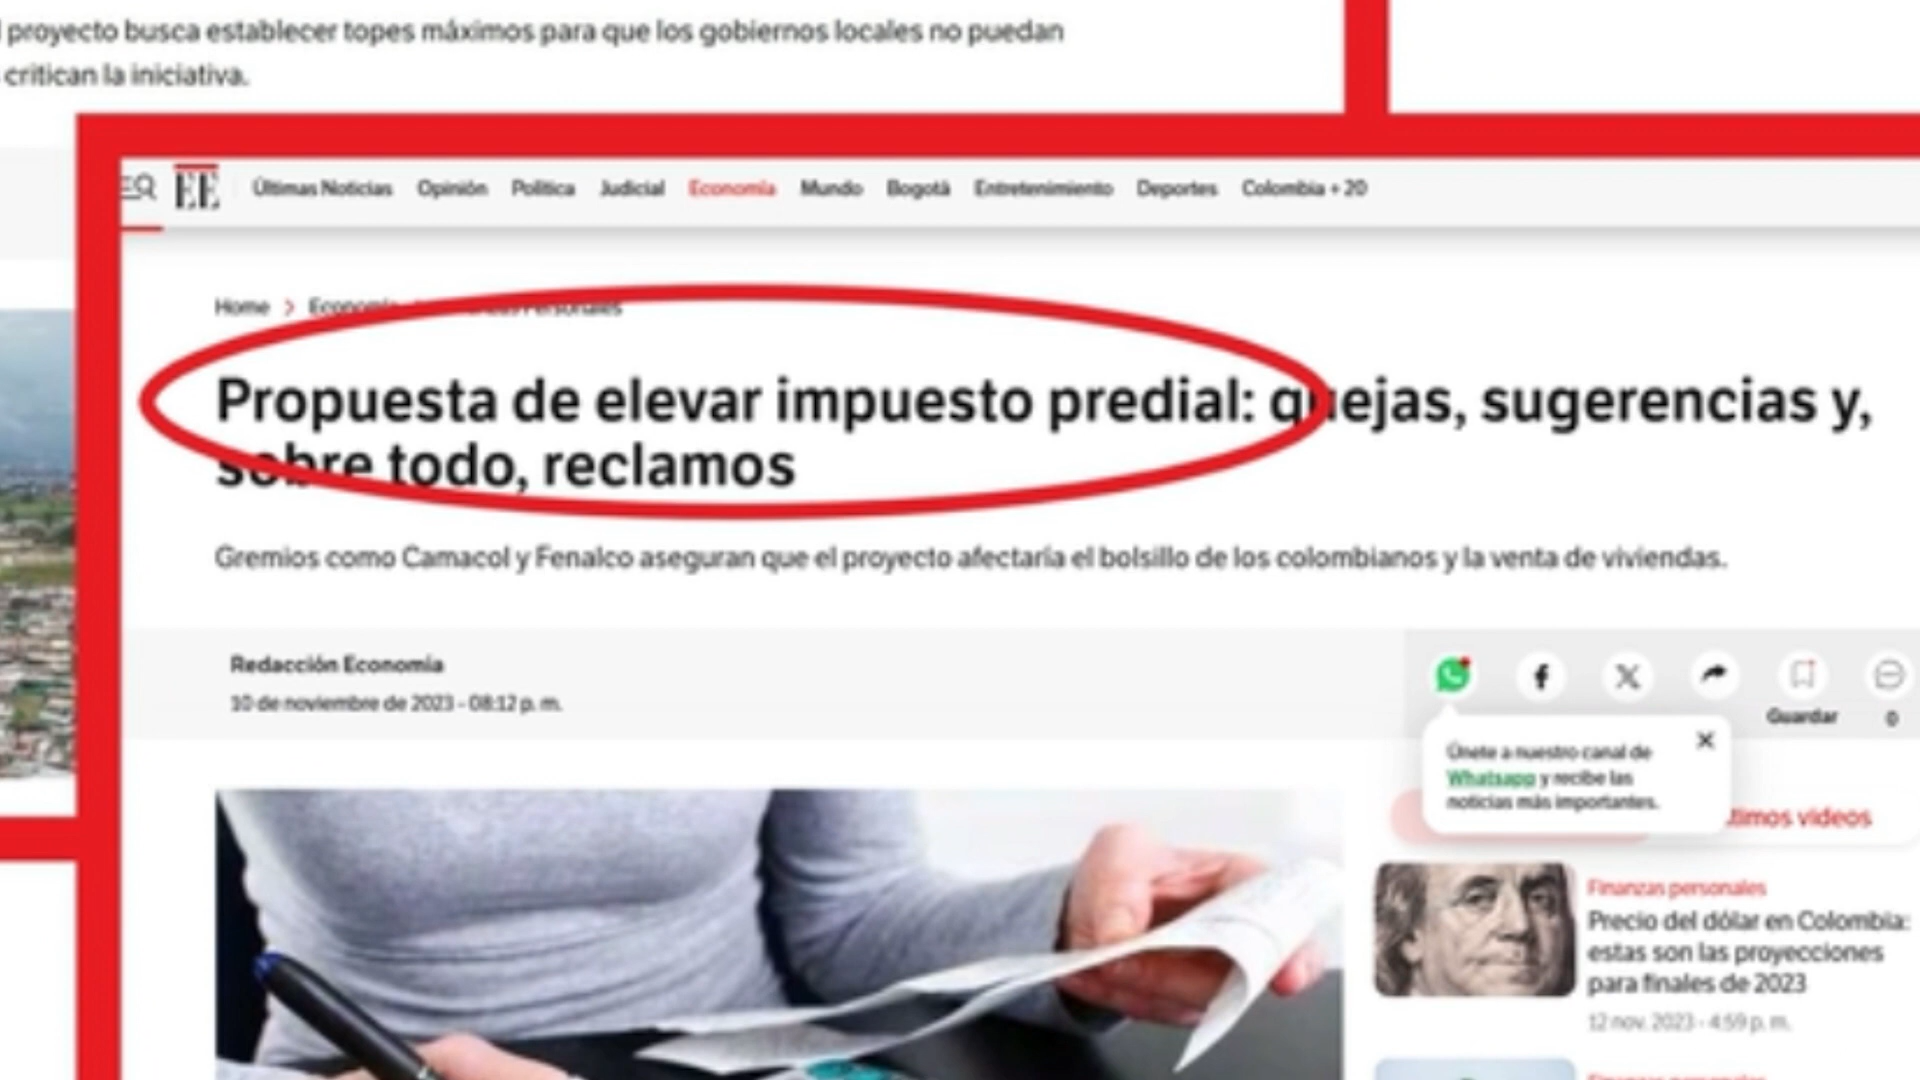 proyecto busca establecer topes máximos para que los gobiernos locales no puedan
critican la iniciativa.
EE
Últimas Noticias Opinión Política Judicial Economía Mundo Bogotá Entretenimiento Deportes Colombia + 20
Home > Economía Personales
Propuesta de elevar impuesto predial: quejas, sugerencias y,
sobre todo, reclamos
Gremios como Camacol y Fenalco aseguran que el proyecto afectaría el bolsillo de los colombianos y la venta de viviendas.
Redacción Economía
10 de noviembre de 2023 - 08:12 p. m.
Guardar 0
Únete a nuestro canal de
Whatsapp y recibe las
noticias más importantes.
videos
Finanzas personales
Precio del dólar en Colombia:
estas son las proyecciones
para finales de 2023
12 nov. 2023 - 4:59 p. m.